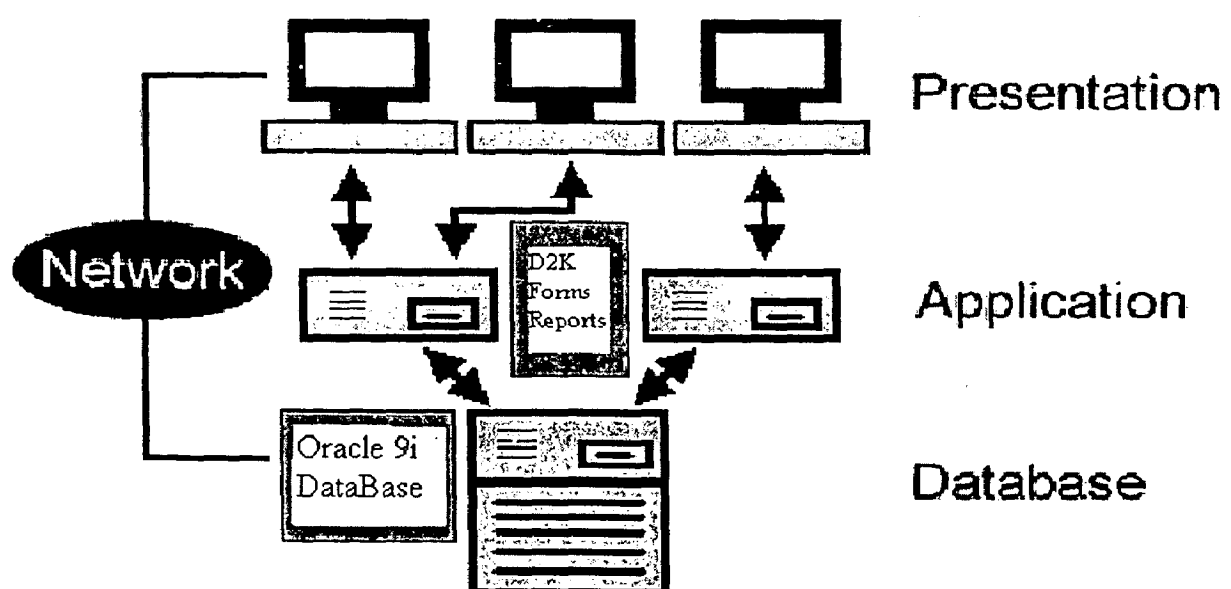 Presentation
Network
D2K
Forms
Reports
Application
Oracle 9i
DataBase
Database